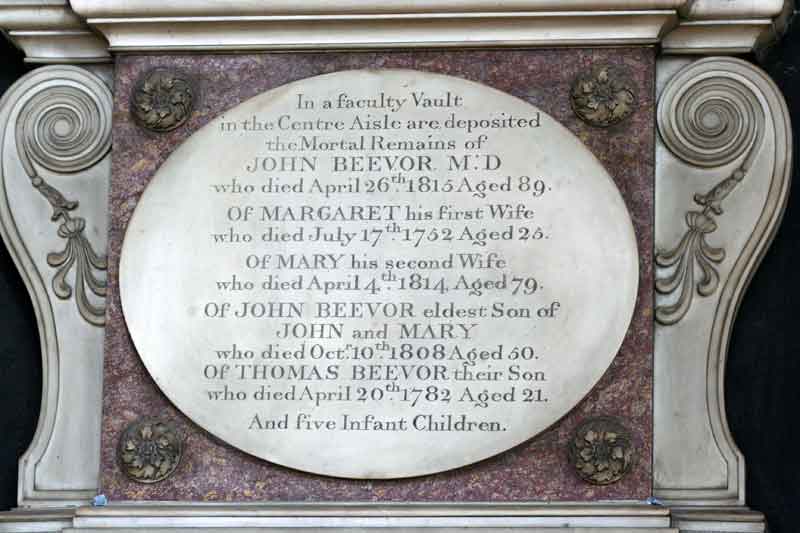 In a faculty Vault
in the Centre Aisle are deposited
the Mortal Remains of
JOHN BEEVOR M.D
who died April 26th. 1815 Aged 89.
Of MARGARET his first Wife
who died July 17th. 1752 Aged 25.
Of MARY his second Wife
who died April 4th. 1814, Aged 79.
Of JOHN BEEVOR eldest Son of
JOHN and MARY
who died Octr. 10th. 1808 Aged 50.
Of THOMAS BEEVOR their Son
who died April 20th. 1782 Aged 21.
And five Infant Children.